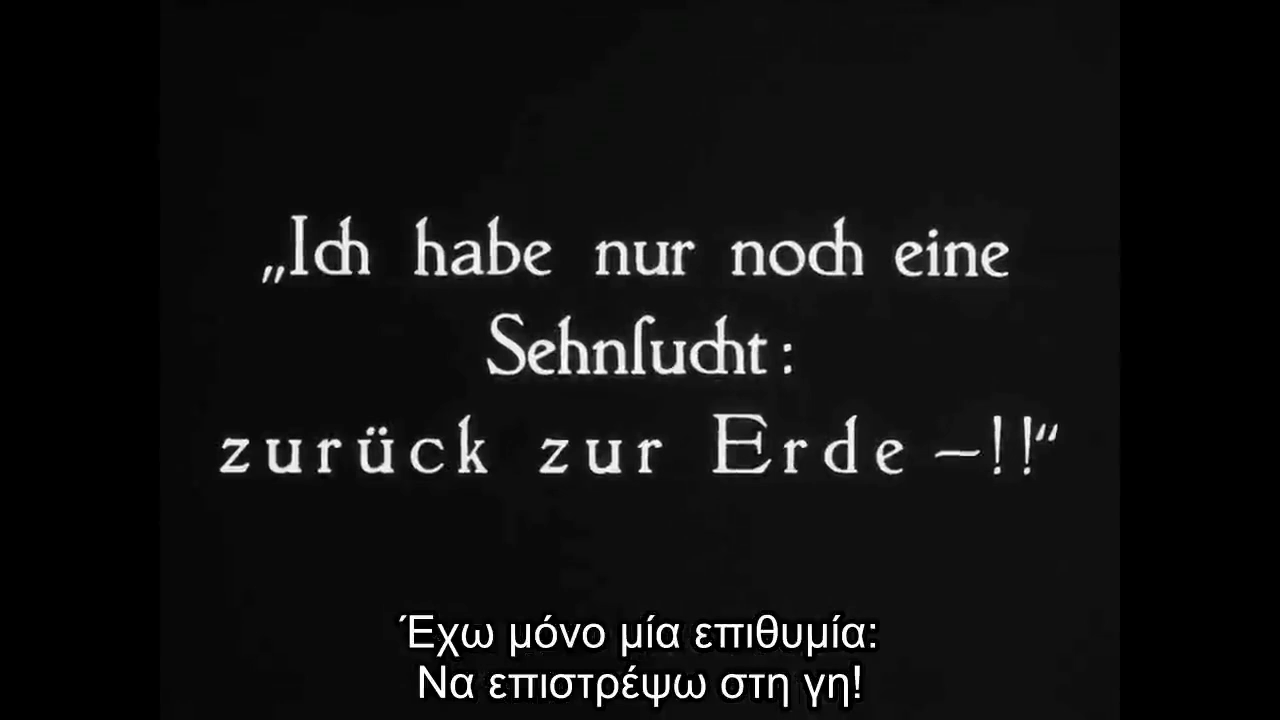 „Ich habe nur noch eine
Sehnſucht:
zurück zur Erde —!!“
Έχω μόνο μία επιθυμία:
Να επιστρέψω στη γη!